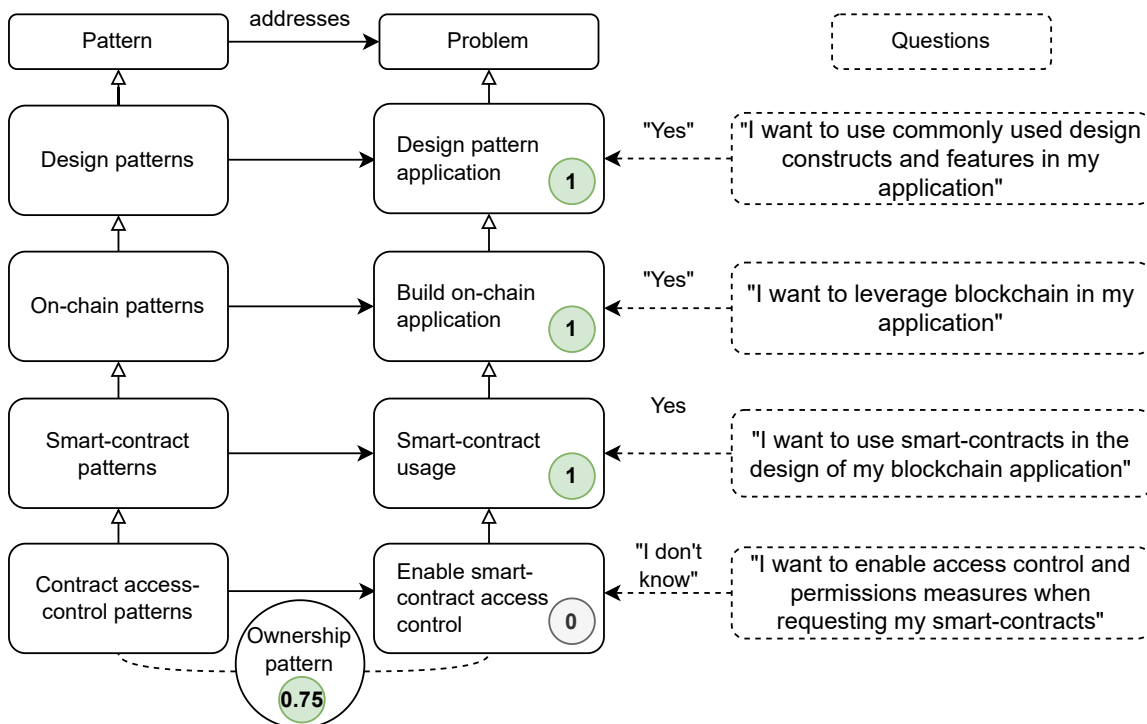 addresses
Pattern
Problem
Questions
Design patterns
Design pattern
application
1
"Yes"
"I want to use commonly used design
constructs and features in my
application"
On-chain patterns
Build on-chain
application
1
"Yes"
"I want to leverage blockchain in my
application"
Smart-contract
patterns
Smart-contract
usage
1
Yes
"I want to use smart-contracts in the
design of my blockchain application"
Contract access-
control patterns
Enable smart-
contract access
control
0
"I don't
know"
"I want to enable access control and
permissions measures when
requesting my smart-contracts"
Ownership
pattern
0.75